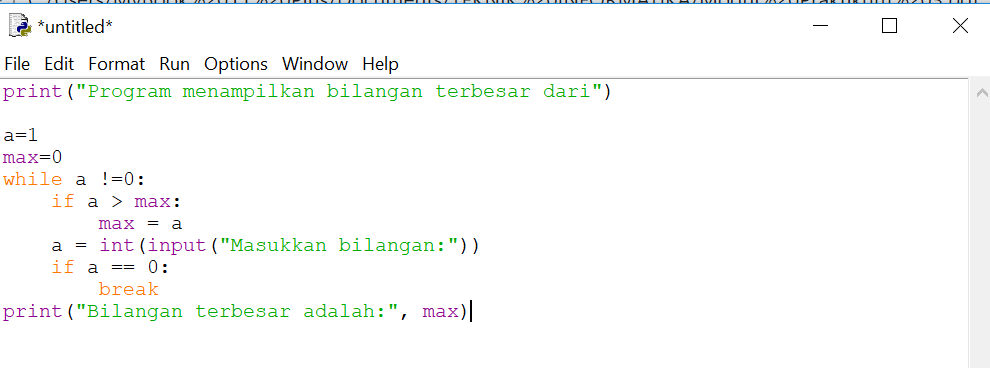 *untitled*
File Edit Format Run Options Window Help
print("Program menampilkan bilangan terbesar dari")
a=1
max=0
while a !=0:
    if a > max:
        max = a
    a = int(input("Masukkan bilangan:"))
    if a == 0:
        break
print("Bilangan terbesar adalah:", max)